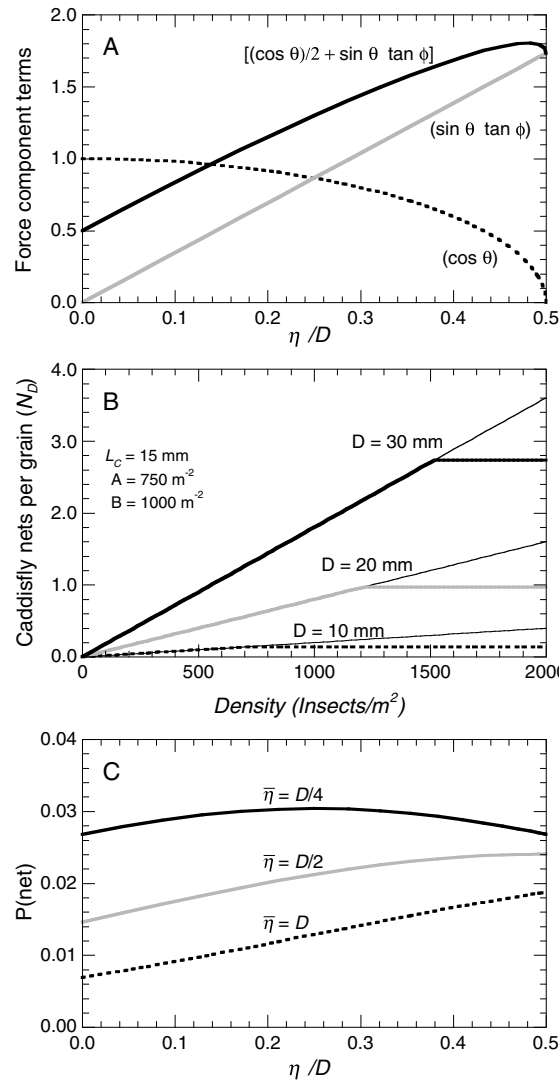 2.0
A
[(cos θ)/2 + sin θ tan ϕ]
1.5
(sin θ tan ϕ)
1.0
0.5
(cos θ)
0.0
0.0 0.1 0.2 0.3 0.4 0.5
η /D
Force component terms
4.0
B
D = 30 mm
3.0
L_C = 15 mm
A = 750 m⁻²
B = 1000 m⁻²
2.0
D = 20 mm
1.0
D = 10 mm
0.0
0 500 1000 1500 2000
Density (Insects/m²)
Caddisfly nets per grain (N_D)
0.04
C
η̅ = D/4
0.03
η̅ = D/2
0.02
η̅ = D
0.01
0.00
0.0 0.1 0.2 0.3 0.4 0.5
η /D
P(net)